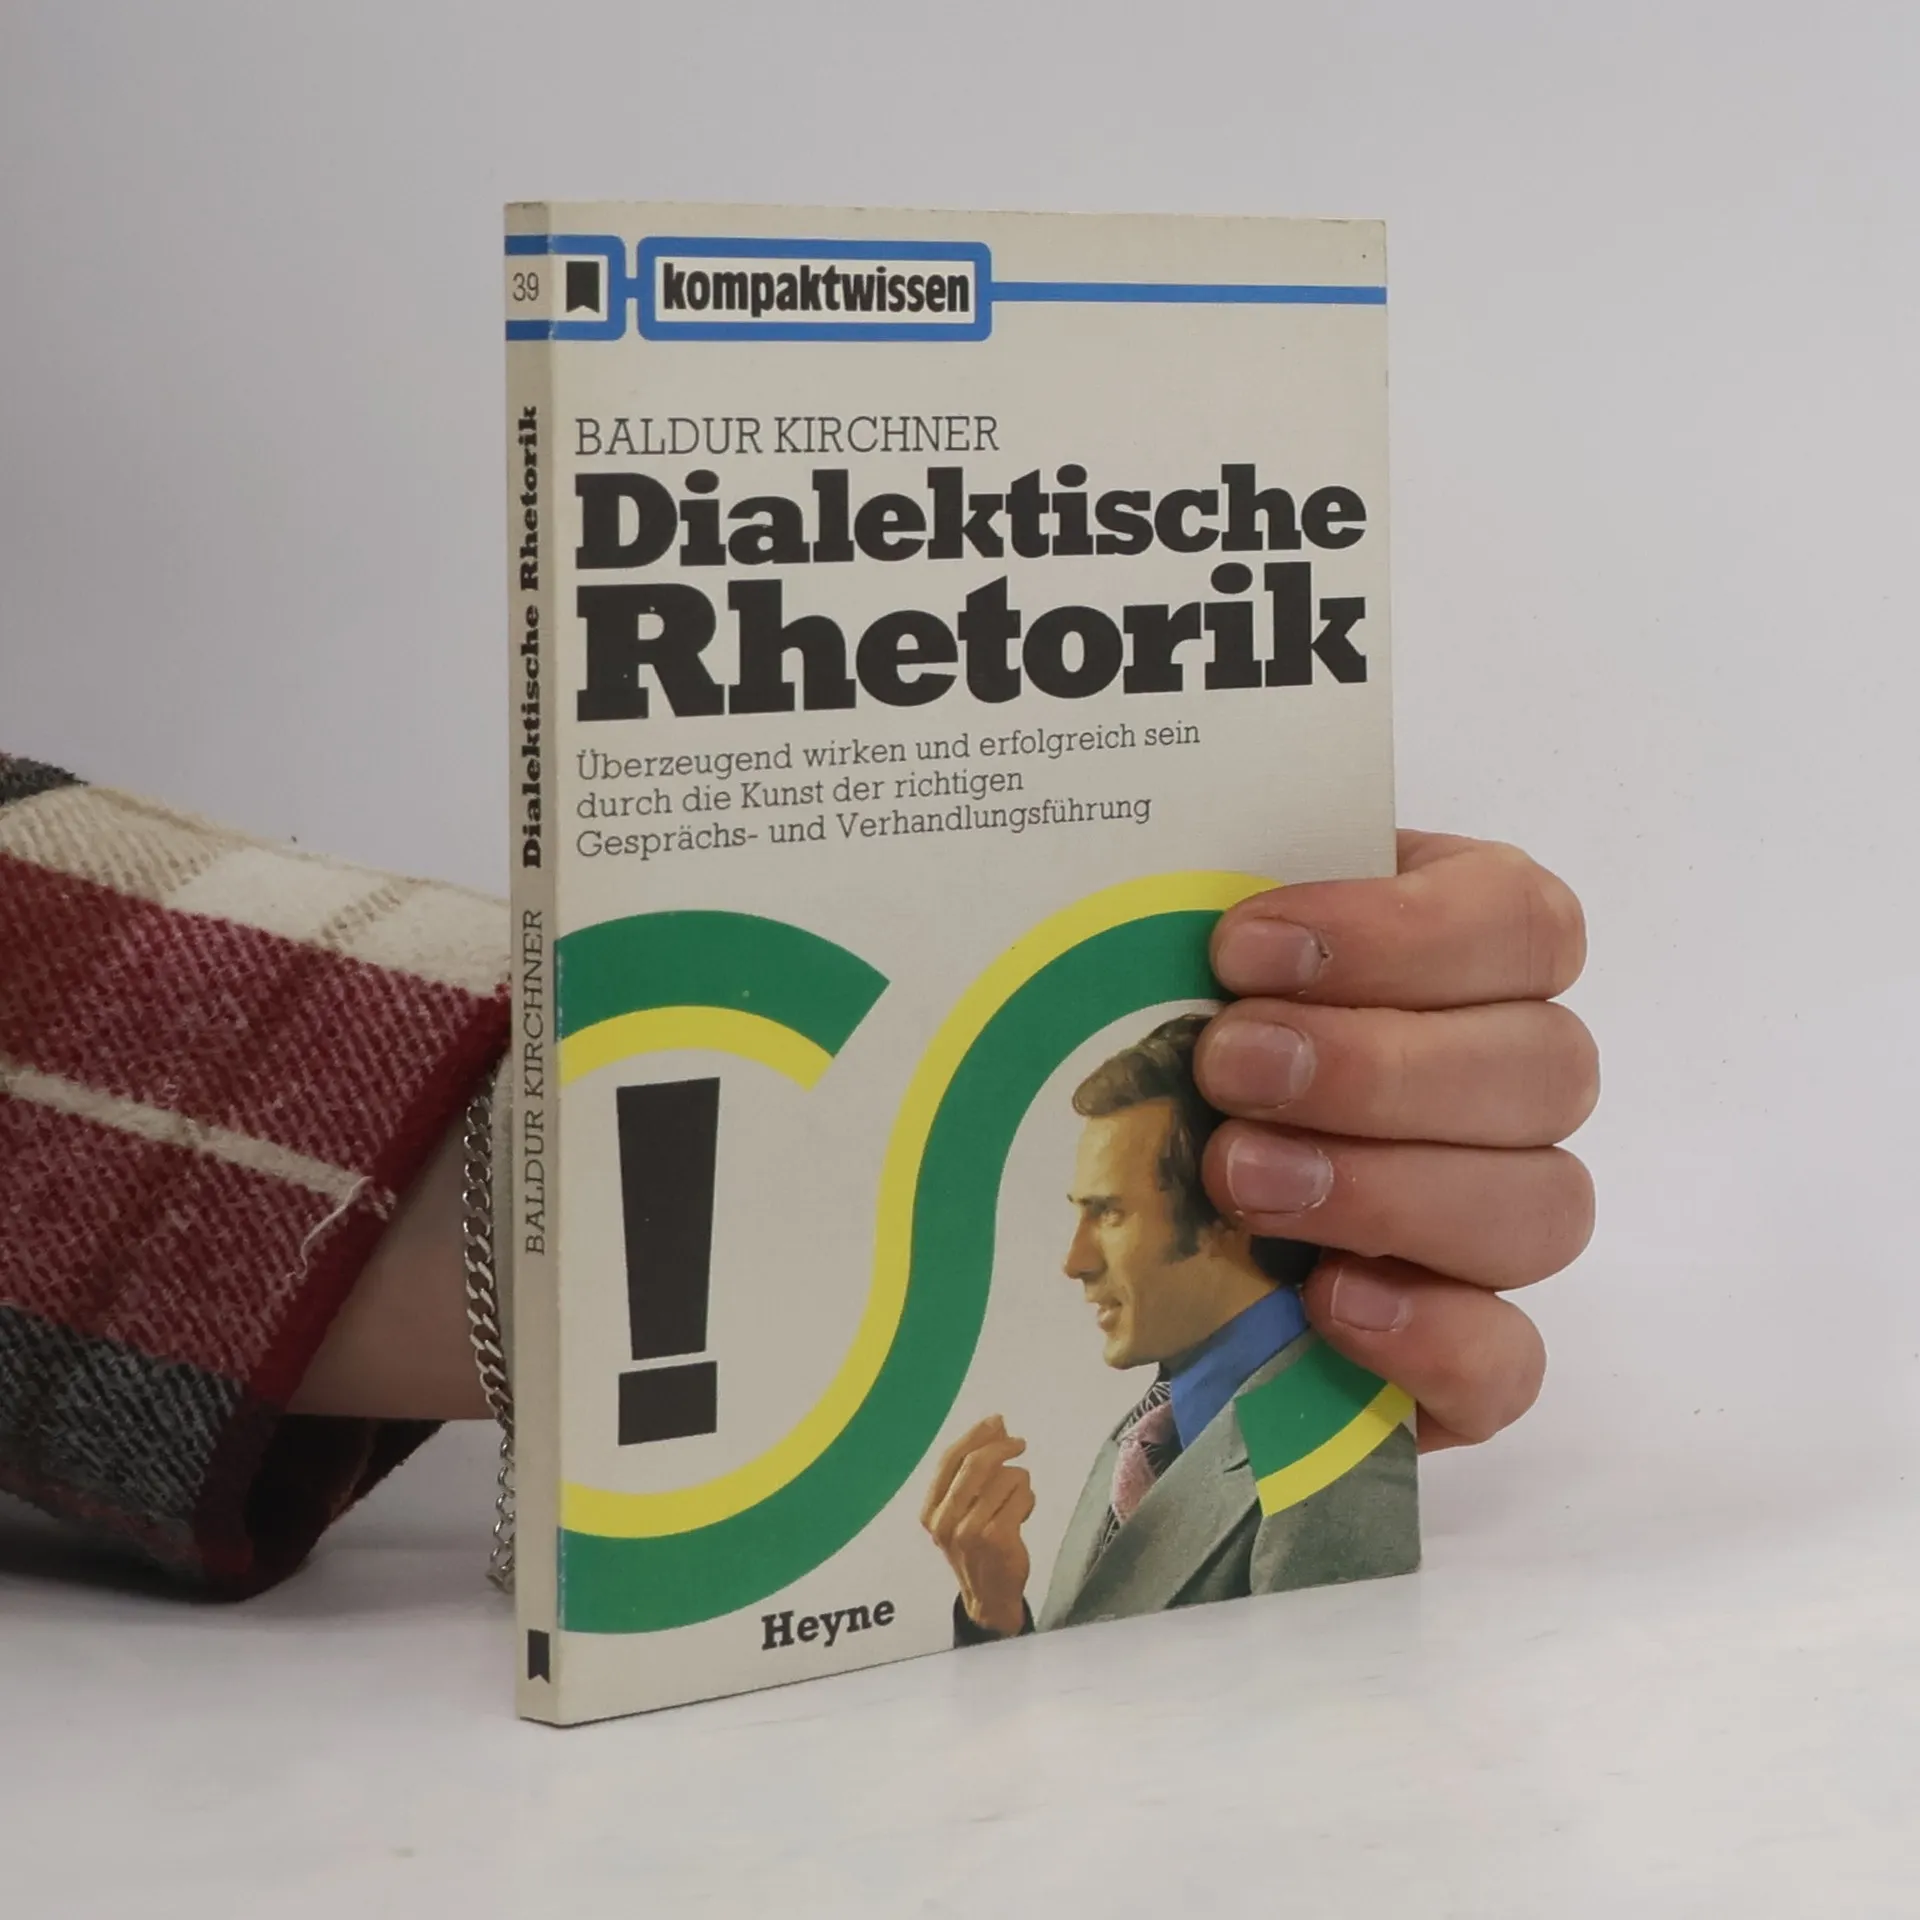 39
kompaktwissen
BALDUR KIRCHNER
Dialektische
Rhetorik
Überzeugend wirken und erfolgreich sein
durch die Kunst der richtigen
Gesprächs- und Verhandlungsführung
!
Heyne
BALDUR KIRCHNER Dialektische Rhetorik